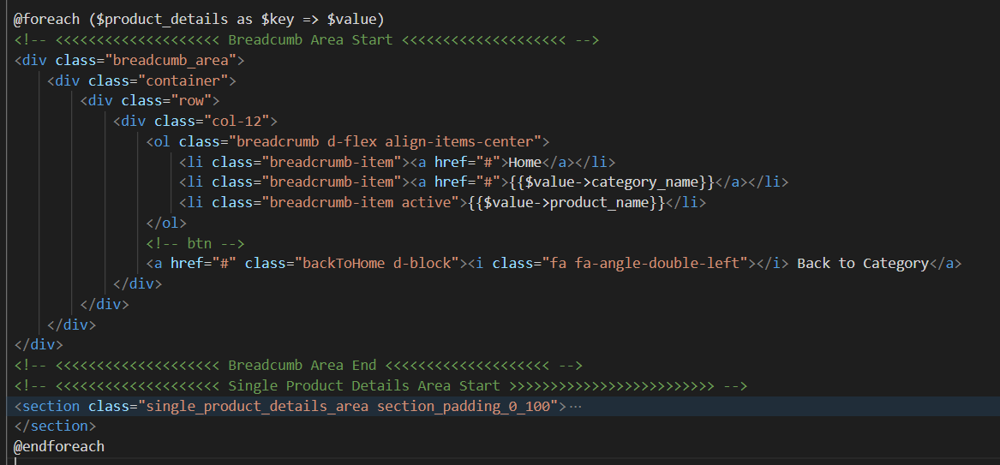 @foreach ($product_details as $key => $value)
<!-- <<<<<<<<<<<<<<<<<<<< Breadcumb Area Start <<<<<<<<<<<<<<<<<<<< -->
<div class="breadcumb_area">
<div class="container">
<div class="row">
<div class="col-12">
<ol class="breadcrumb d-flex align-items-center">
<li class="breadcrumb-item"><a href="#">Home</a></li>
<li class="breadcrumb-item"><a href="#">{{$value->category_name}}</a></li>
<li class="breadcrumb-item active">{{$value->product_name}}</li>
</ol>
<!-- btn -->
<a href="#" class="backToHome d-block"><i class="fa fa-angle-double-left"></i> Back to Category</a>
</div>
</div>
</div>
</div>
<!-- <<<<<<<<<<<<<<<<<<<< Breadcumb Area End <<<<<<<<<<<<<<<<<<<< -->
<!-- <<<<<<<<<<<<<<<<<<<< Single Product Details Area Start >>>>>>>>>>>>>>>>>>>>>>>>> -->
<section class="single_product_details_area section_padding_0_100">…
</section>
@endforeach